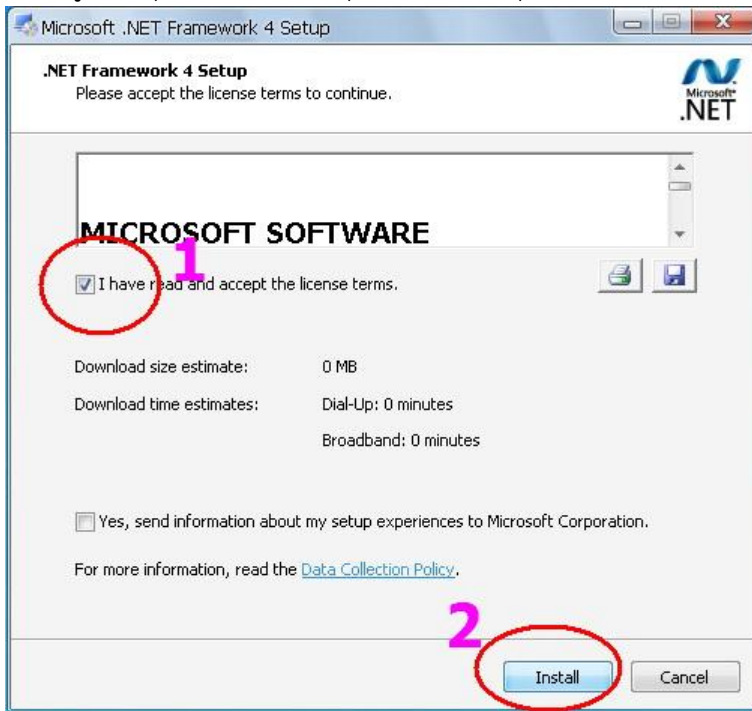 Microsoft .NET Framework 4 Setup
.NET Framework 4 Setup
Please accept the license terms to continue.
Microsoft®
.NET
MICROSOFT SOFTWARE
1
I have read and accept the license terms.
Download size estimate: 0 MB
Download time estimates: Dial-Up: 0 minutes
Broadband: 0 minutes
Yes, send information about my setup experiences to Microsoft Corporation.
For more information, read the Data Collection Policy.
2
Install Cancel